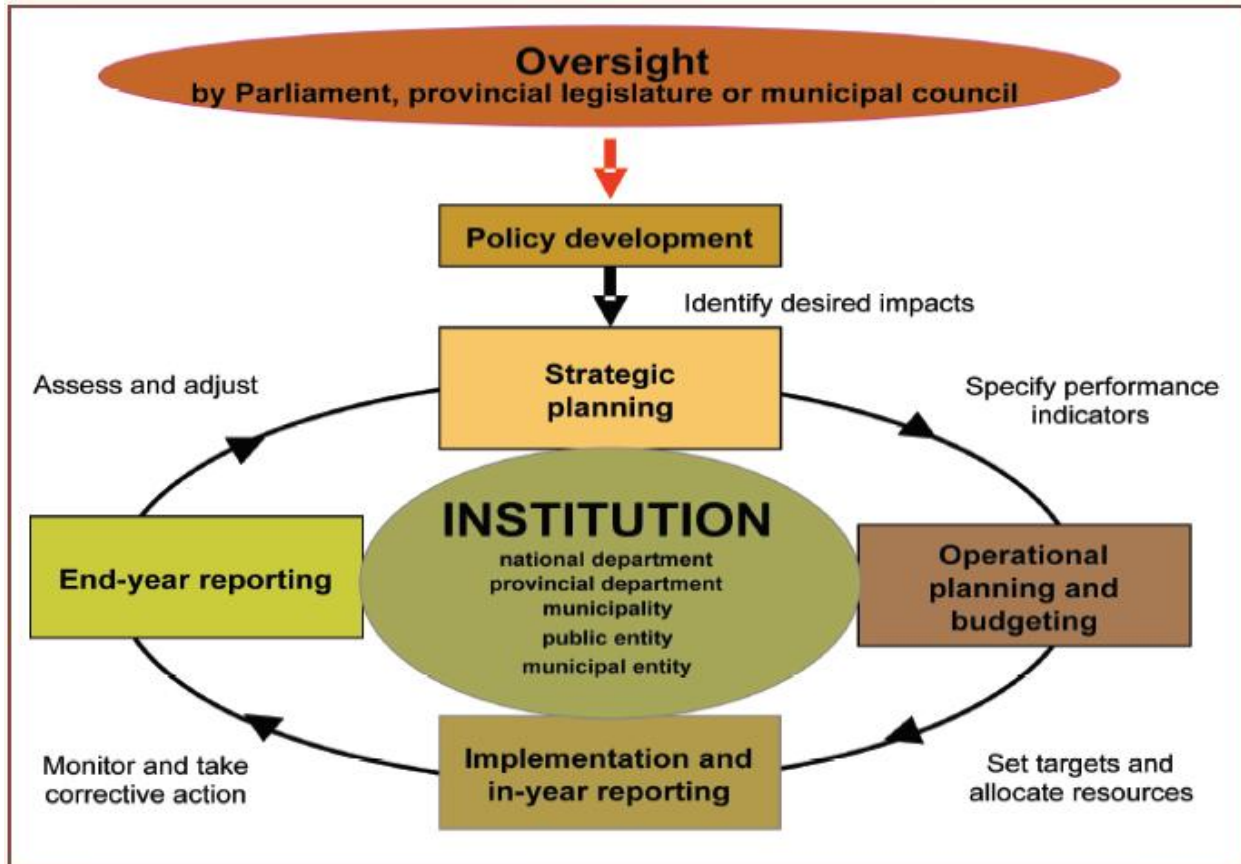 Oversight
by Parliament, provincial legislature or municipal council
Policy development
Identify desired impacts
Strategic
planning
Assess and adjust
Specify performance
indicators
INSTITUTION
national department
provincial department
municipality
public entity
municipal entity
End-year reporting
Operational
planning and
budgeting
Implementation and
in-year reporting
Monitor and take
corrective action
Set targets and
allocate resources